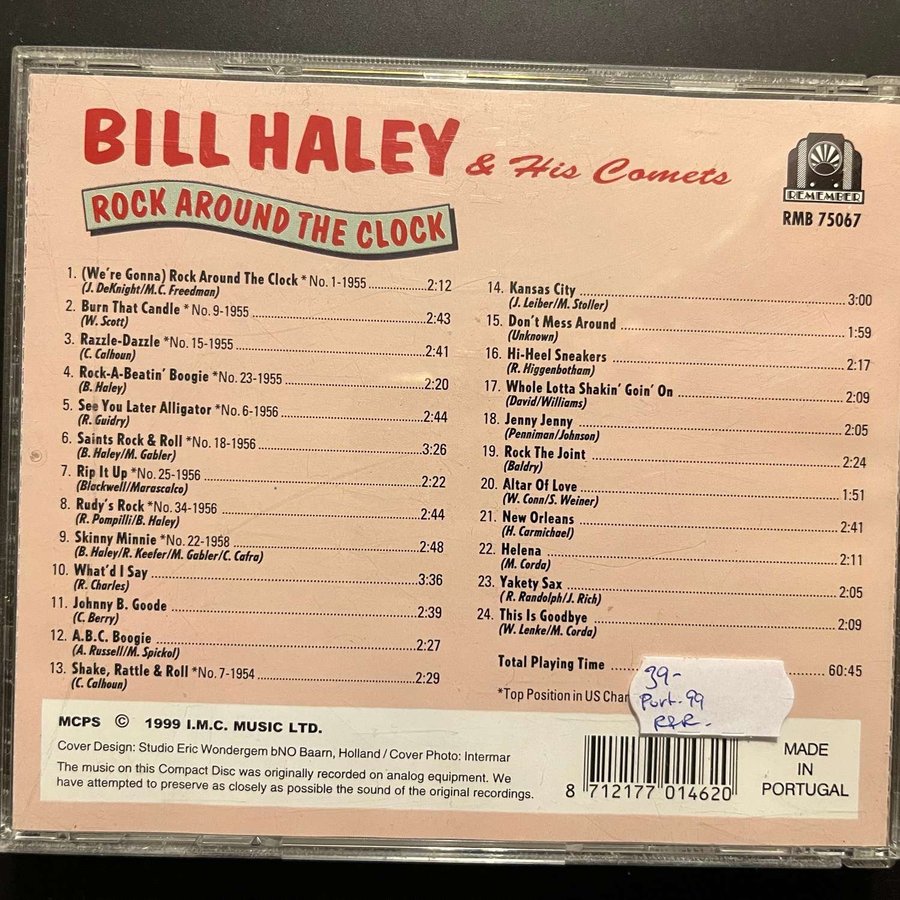 BILL HALEY & His Comets
ROCK AROUND THE CLOCK
REMEMBER
RMB 75067
1. (We're Gonna) Rock Around The Clock *No. 1-1955 2:12
(J. DeKnight/M.C. Freedman)
2. Burn That Candle *No. 9-1955 2:43
(W. Scott)
3. Razzle-Dazzle *No. 15-1955 2:41
(C. Calhoun)
4. Rock-A-Beatin' Boogie *No. 23-1955 2:20
(B. Haley)
5. See You Later Alligator *No. 6-1956 2:44
(R. Guidry)
6. Saints Rock & Roll *No. 18-1956 3:26
(B. Haley/M. Gabler)
7. Rip It Up *No. 25-1956 2:22
(Blackwell/Marascalco)
8. Rudy's Rock *No. 34-1956 2:44
(R. Pompilli/B. Haley)
9. Skinny Minnie *No. 22-1958 2:48
(B. Haley/R. Keefer/M. Gabler/C. Cafra)
10. What'd I Say 3:36
(R. Charles)
11. Johnny B. Goode 2:39
(C. Berry)
12. A.B.C. Boogie 2:27
(A. Russell/M. Spickol)
13. Shake, Rattle & Roll *No. 7-1954 2:29
(C. Calhoun)
14. Kansas City 3:00
(J. Leiber/M. Stoller)
15. Don't Mess Around 1:59
(Unknown)
16. Hi-Heel Sneakers 2:17
(R. Higgenbotham)
17. Whole Lotta Shakin' Goin' On 2:09
(David/Williams)
18. Jenny Jenny 2:05
(Penniman/Johnson)
19. Rock The Joint 2:24
(Baldry)
20. Altar Of Love 1:51
(W. Conn/S. Weiner)
21. New Orleans 2:41
(H. Carmichael)
22. Helena 2:11
(M. Corda)
23. Yakety Sax 2:05
(R. Randolph/J. Rich)
24. This Is Goodbye 2:09
(W. Lenke/M. Corda)
Total Playing Time 60:45
*Top Position in US Char
39-
Port.99
R&R.
MCPS © 1999 I.M.C. MUSIC LTD.
Cover Design: Studio Eric Wondergem bNO Baarn, Holland / Cover Photo: Intermar
The music on this Compact Disc was originally recorded on analog equipment. We
have attempted to preserve as closely as possible the sound of the original recordings.
8 712177 014620
MADE
IN
PORTUGAL